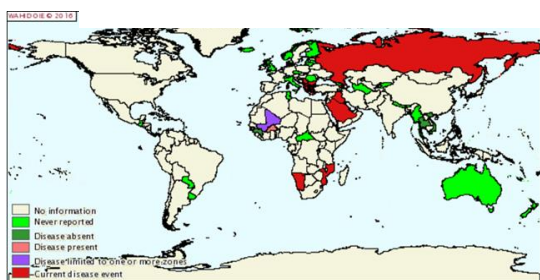 WAHID OIE © 2016
No information
Never reported
Disease absent
Disease present
Disease limited to one or more zones
Current disease event